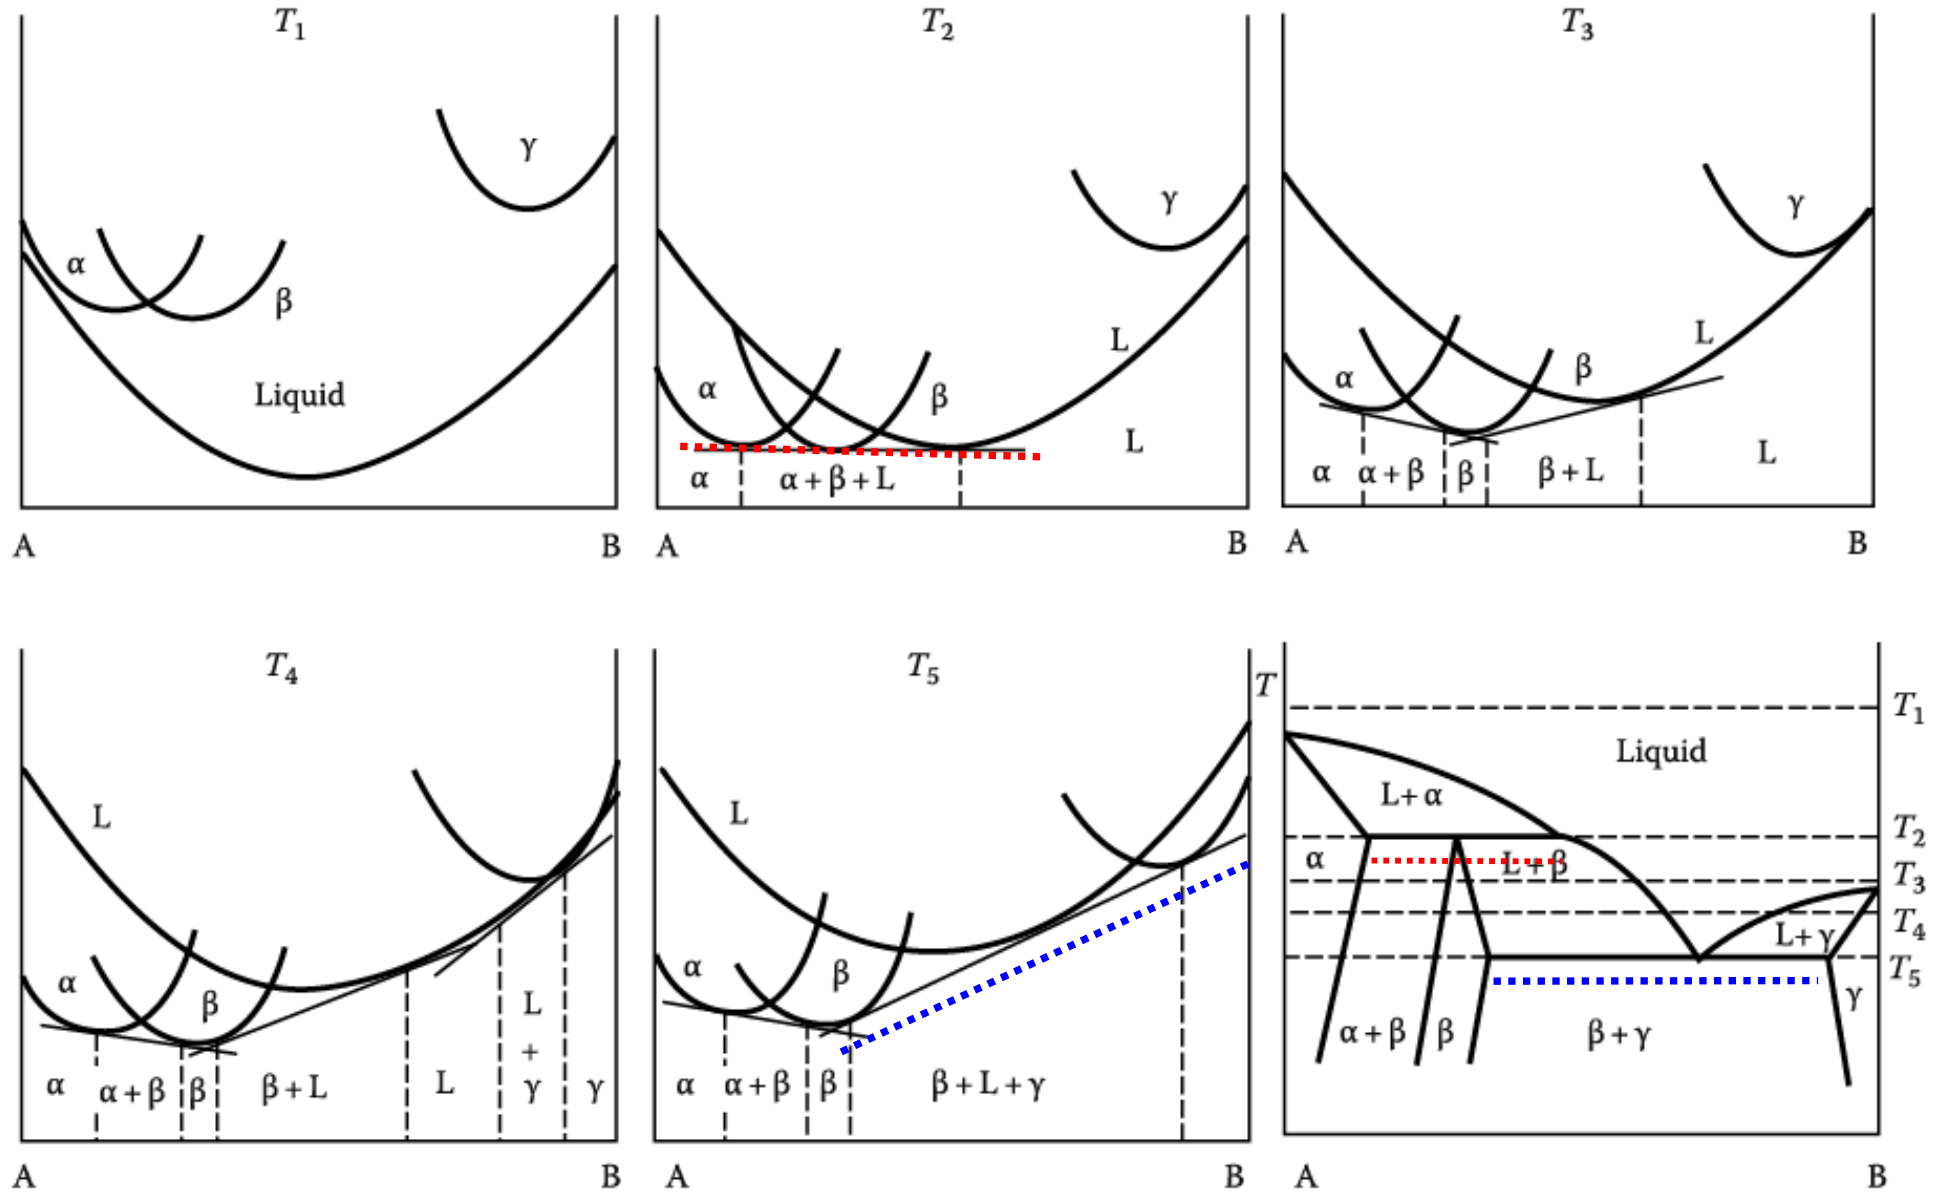 T₁
γ
α
β
Liquid
A B
T₂
γ
L
α
β
L
α α + β + L
A B
T₃
γ
L
β
α
L
α α + β β β + L
A B
T₄
L
α
β
L
+
γ
α α + β β β + L L γ
A B
T₅
L
α
β
α α + β β β + L + γ
A B
T
T₁
Liquid
L + α
T₂
α
L + β
T₃
T₄
L + γ
T₅
γ
α + β β β + γ
A B